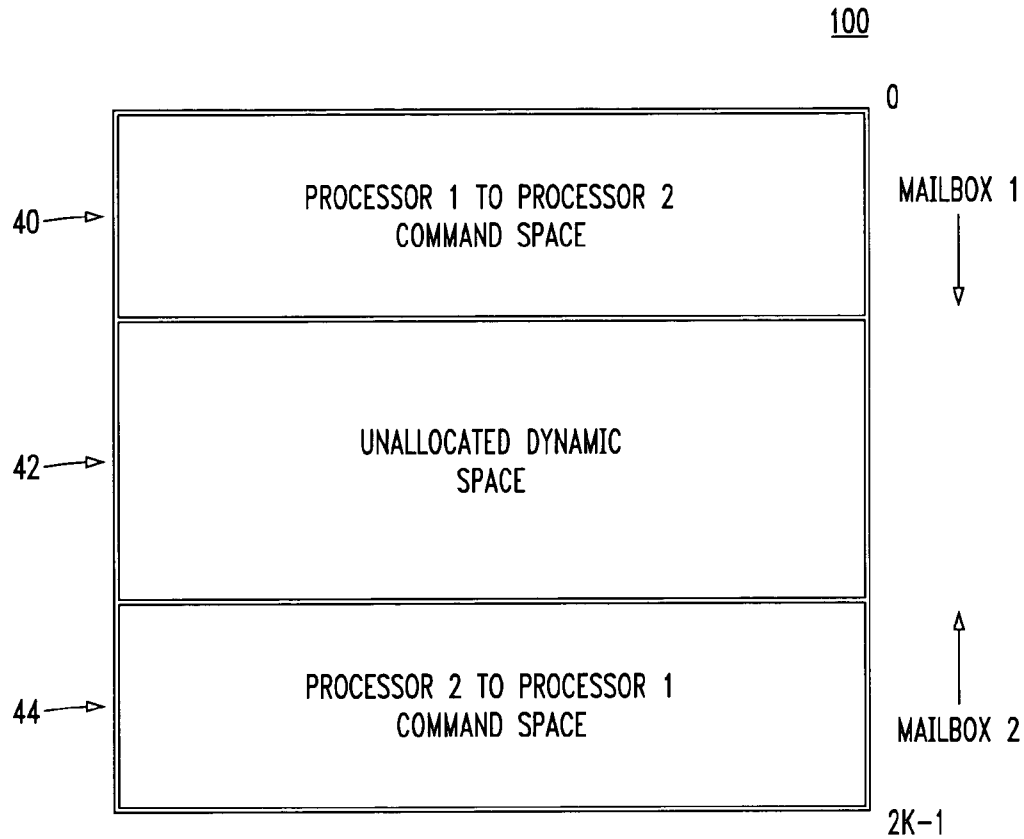 100
0
PROCESSOR 1 TO PROCESSOR 2
COMMAND SPACE
40
MAILBOX 1
UNALLOCATED DYNAMIC
SPACE
42
PROCESSOR 2 TO PROCESSOR 1
COMMAND SPACE
44
MAILBOX 2
2K-1